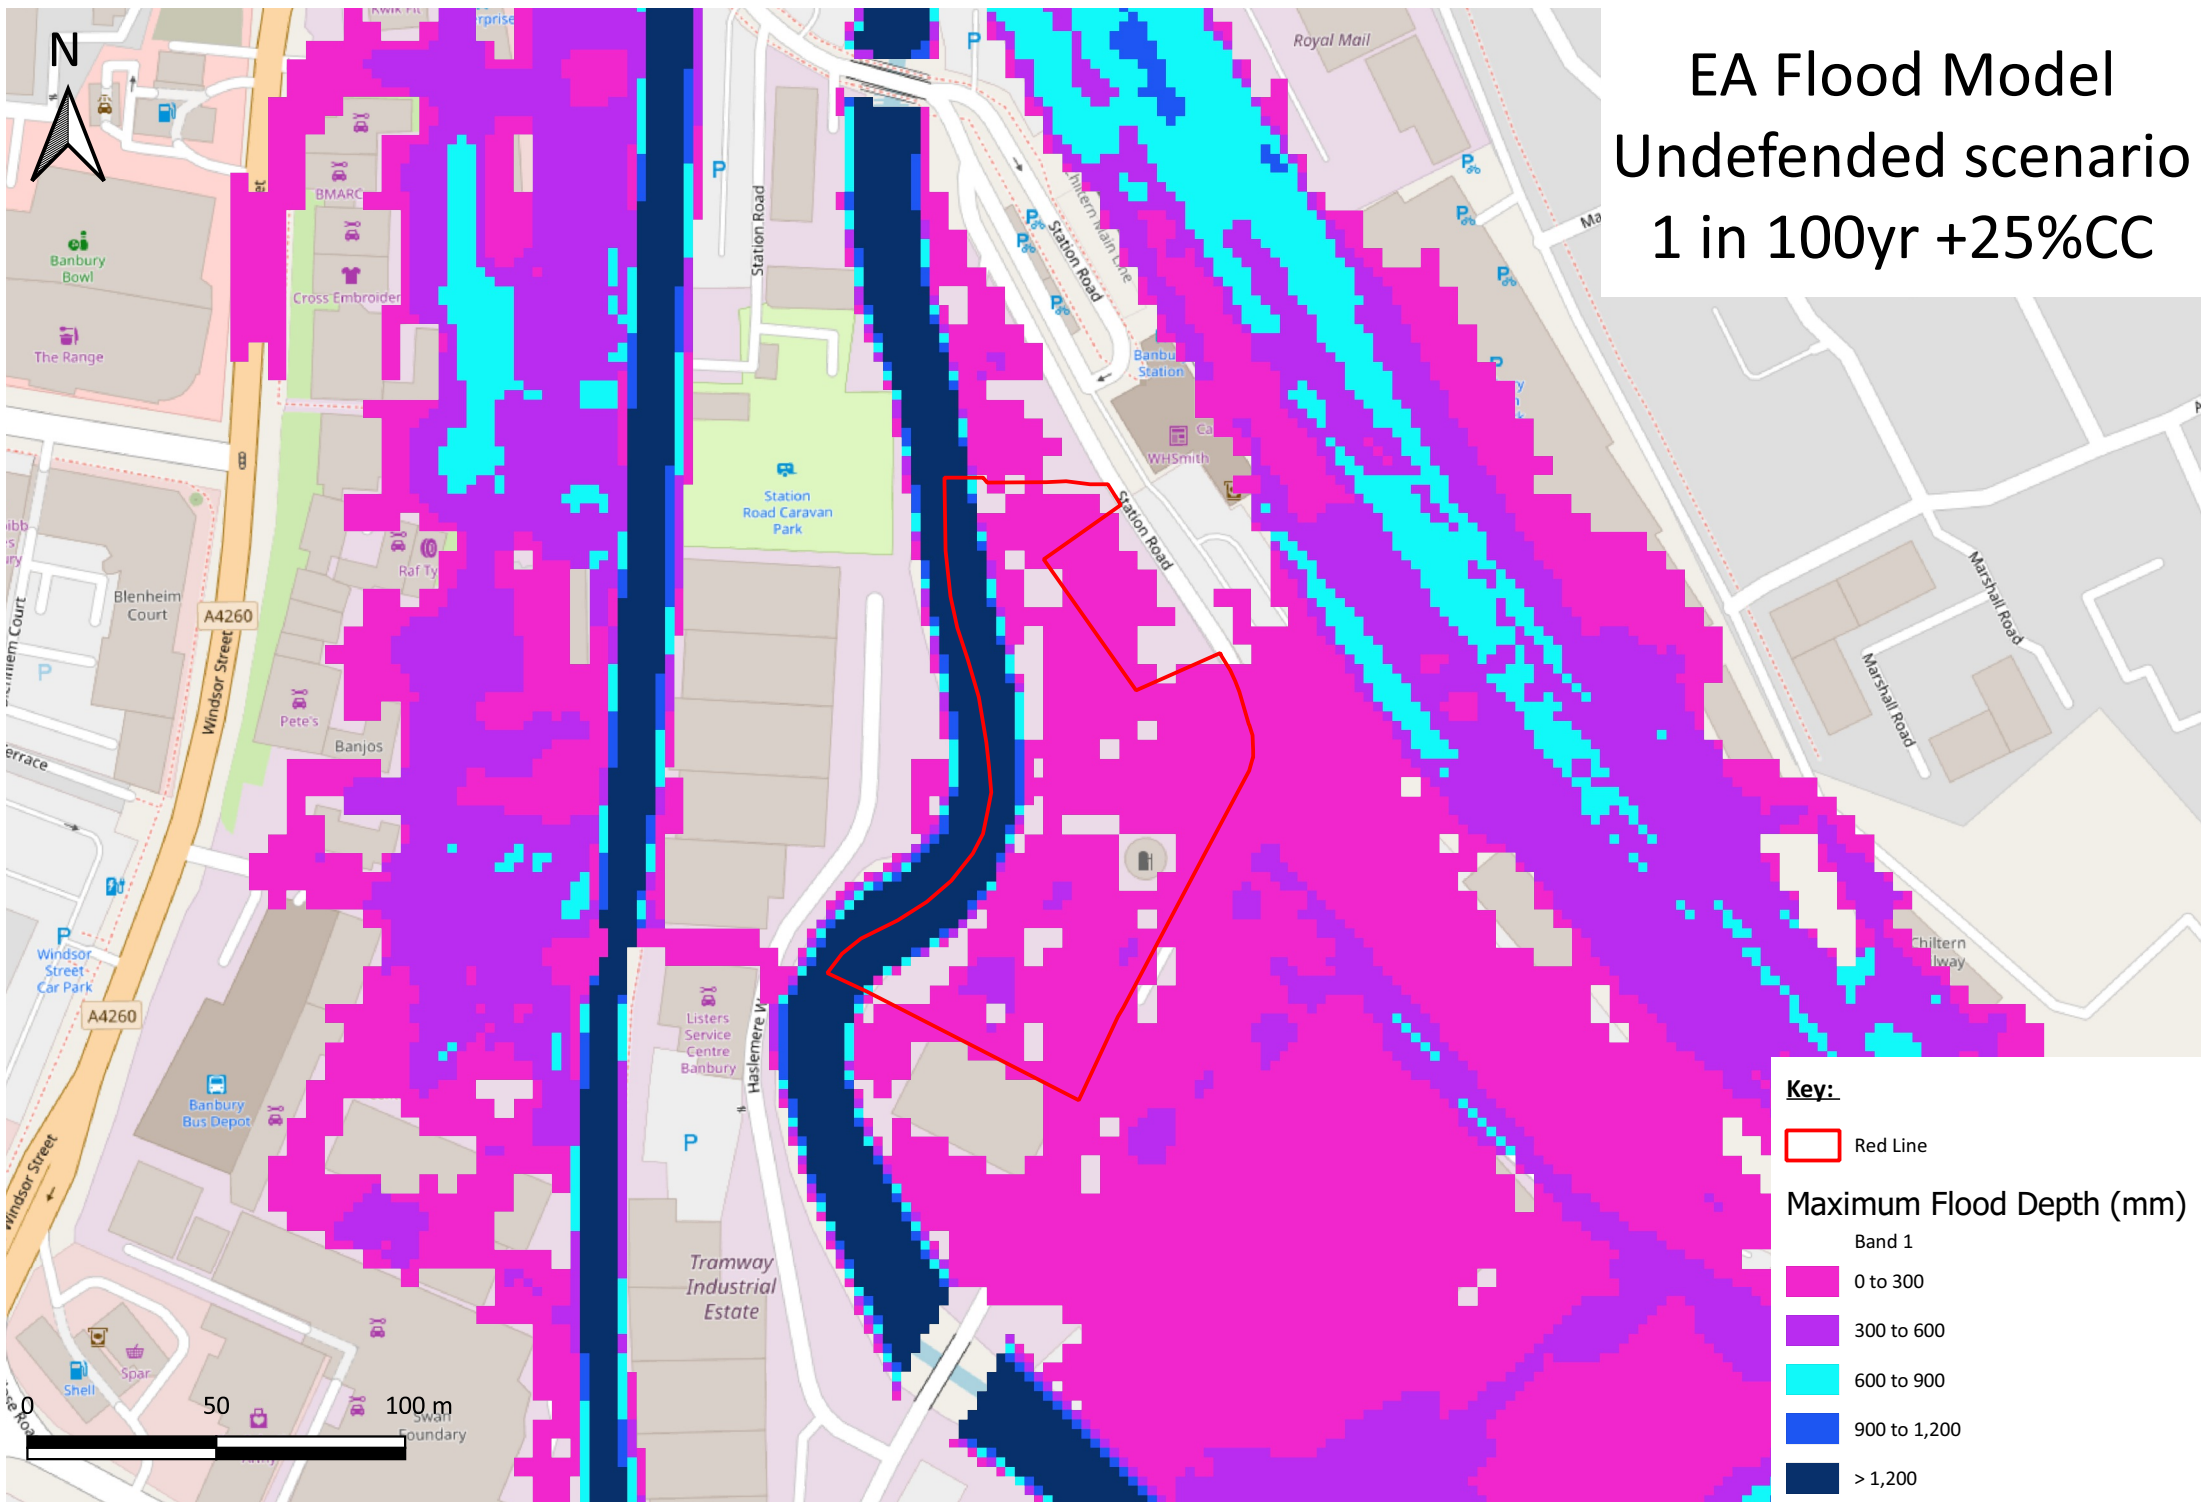 EA Flood Model
Undefended scenario
1 in 100yr +25%CC
N
Kwik Fit
Royal Mail
P
BMARC
Banbury
Bowl
Cross Embroider
The Range
Station Road
Chiltern Main Line
Station Road
Station
WHSmith
Station
Road Caravan
Park
Station Road
Raf Ty
Blenheim
Court
A4260
Windsor Street
P
Pete's
Banjos
Marshall Road
Marshall Road
P
Windsor
Street
Car Park
A4260
Listers
Service
Centre
Banbury
Haslemere W
P
Banbury
Bus Depot
Windsor Street
Chiltern
lway
Tramway
Industrial
Estate
Spar
Shell
Swan
Foundary
0 50 100 m
Key:
Red Line
Maximum Flood Depth (mm)
Band 1
0 to 300
300 to 600
600 to 900
900 to 1,200
> 1,200